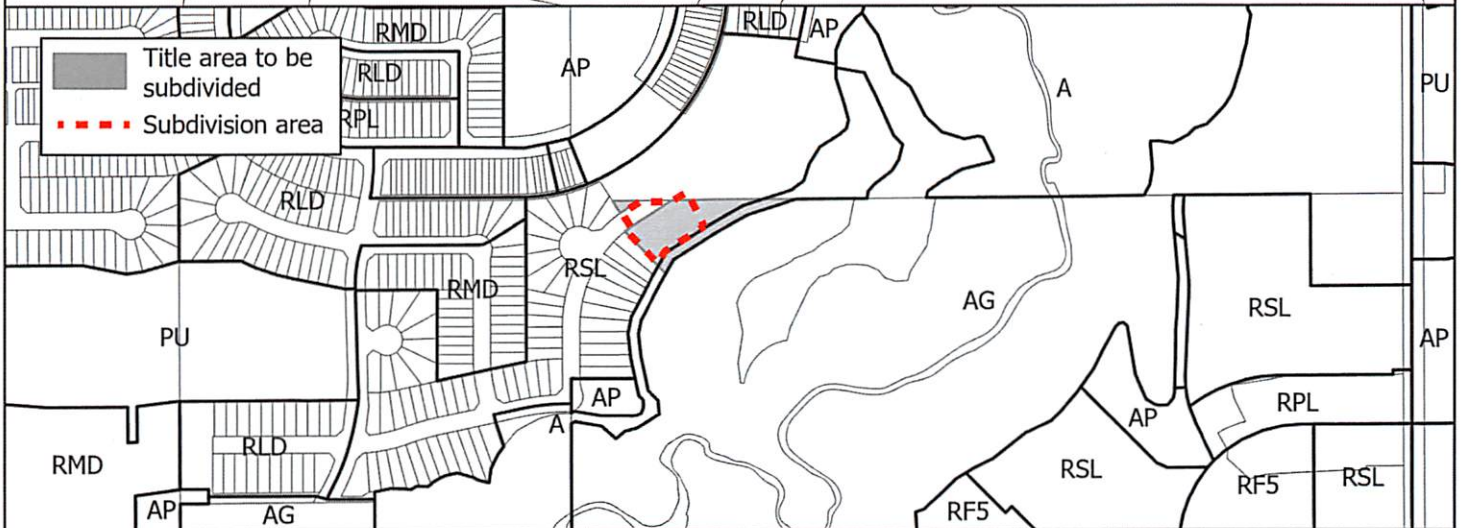 RMD
RLD
AP
Title area to be
subdivided
Subdivision area
RLD
RPL
AP
A
PU
RLD
RSL
RMD
PU
AG
RSL
AP
AP
A
RPL
AP
RLD
RMD
RSL
RSL
RF5
RF5
AP
AG